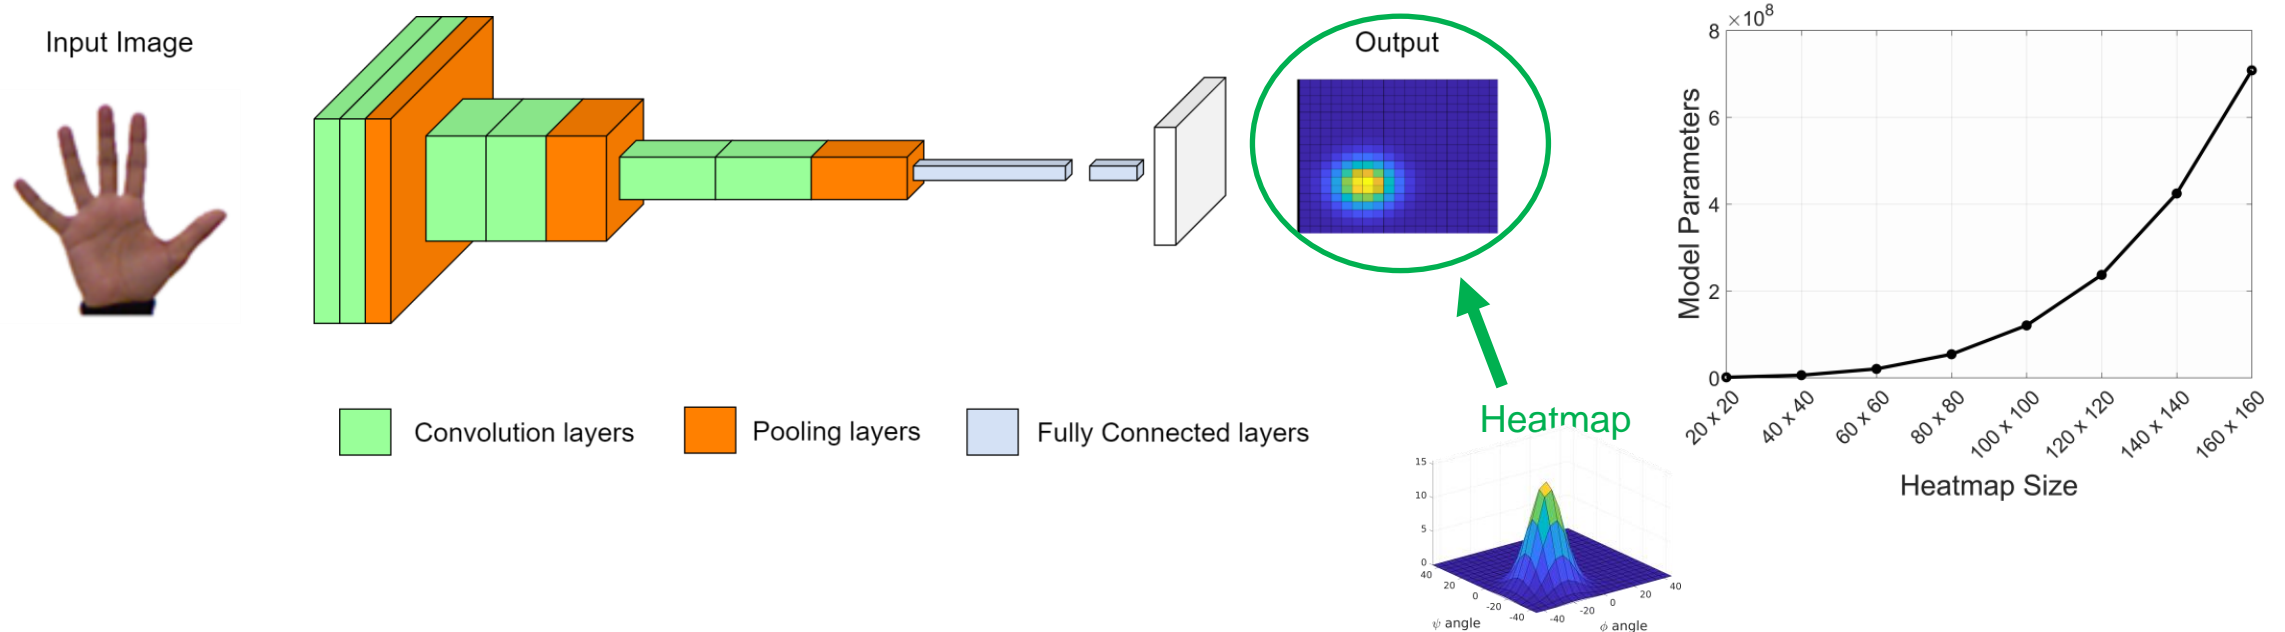 Input Image
Output
Convolution layers
Pooling layers
Fully Connected layers
Heatmap
15
10
5
0
40
20
0
-20
-40
ψ angle
-40
-20
0
20
40
ϕ angle
×10⁸
8
6
4
2
0
Model Parameters
20 x 20
40 x 40
60 x 60
80 x 80
100 x 100
120 x 120
140 x 140
160 x 160
Heatmap Size